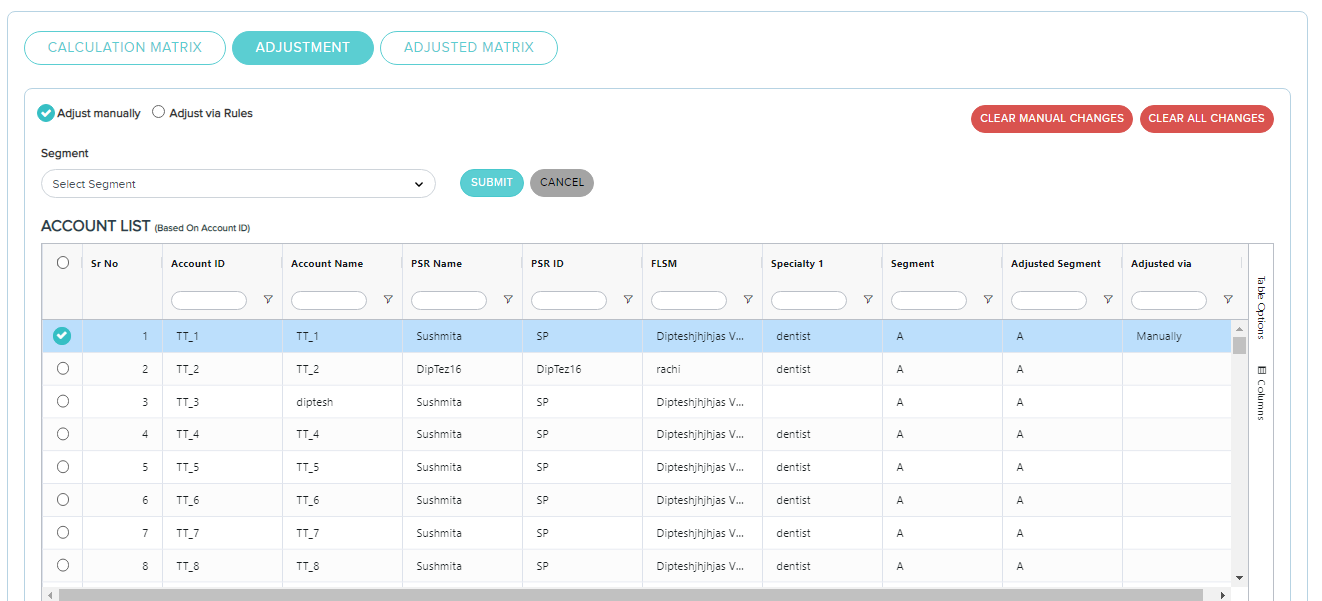 CALCULATION MATRIX ADJUSTMENT ADJUSTED MATRIX
Adjust manually Adjust via Rules CLEAR MANUAL CHANGES CLEAR ALL CHANGES
Segment
Select Segment SUBMIT CANCEL
ACCOUNT LIST (Based On Account ID)
Sr No Account ID Account Name PSR Name PSR ID FLSM Specialty 1 Segment Adjusted Segment Adjusted via
1 TT_1 TT_1 Sushmita SP Dipteshjhjhjas V... dentist A A Manually
2 TT_2 TT_2 DipTez16 DipTez16 rachi dentist A A
3 TT_3 diptesh Sushmita SP Dipteshjhjhjas V... A A
4 TT_4 TT_4 Sushmita SP Dipteshjhjhjas V... dentist A A
5 TT_5 TT_5 Sushmita SP Dipteshjhjhjas V... dentist A A
6 TT_6 TT_6 Sushmita SP Dipteshjhjhjas V... dentist A A
7 TT_7 TT_7 Sushmita SP Dipteshjhjhjas V... dentist A A
8 TT_8 TT_8 Sushmita SP Dipteshjhjhjas V... dentist A A
Table Options
Columns